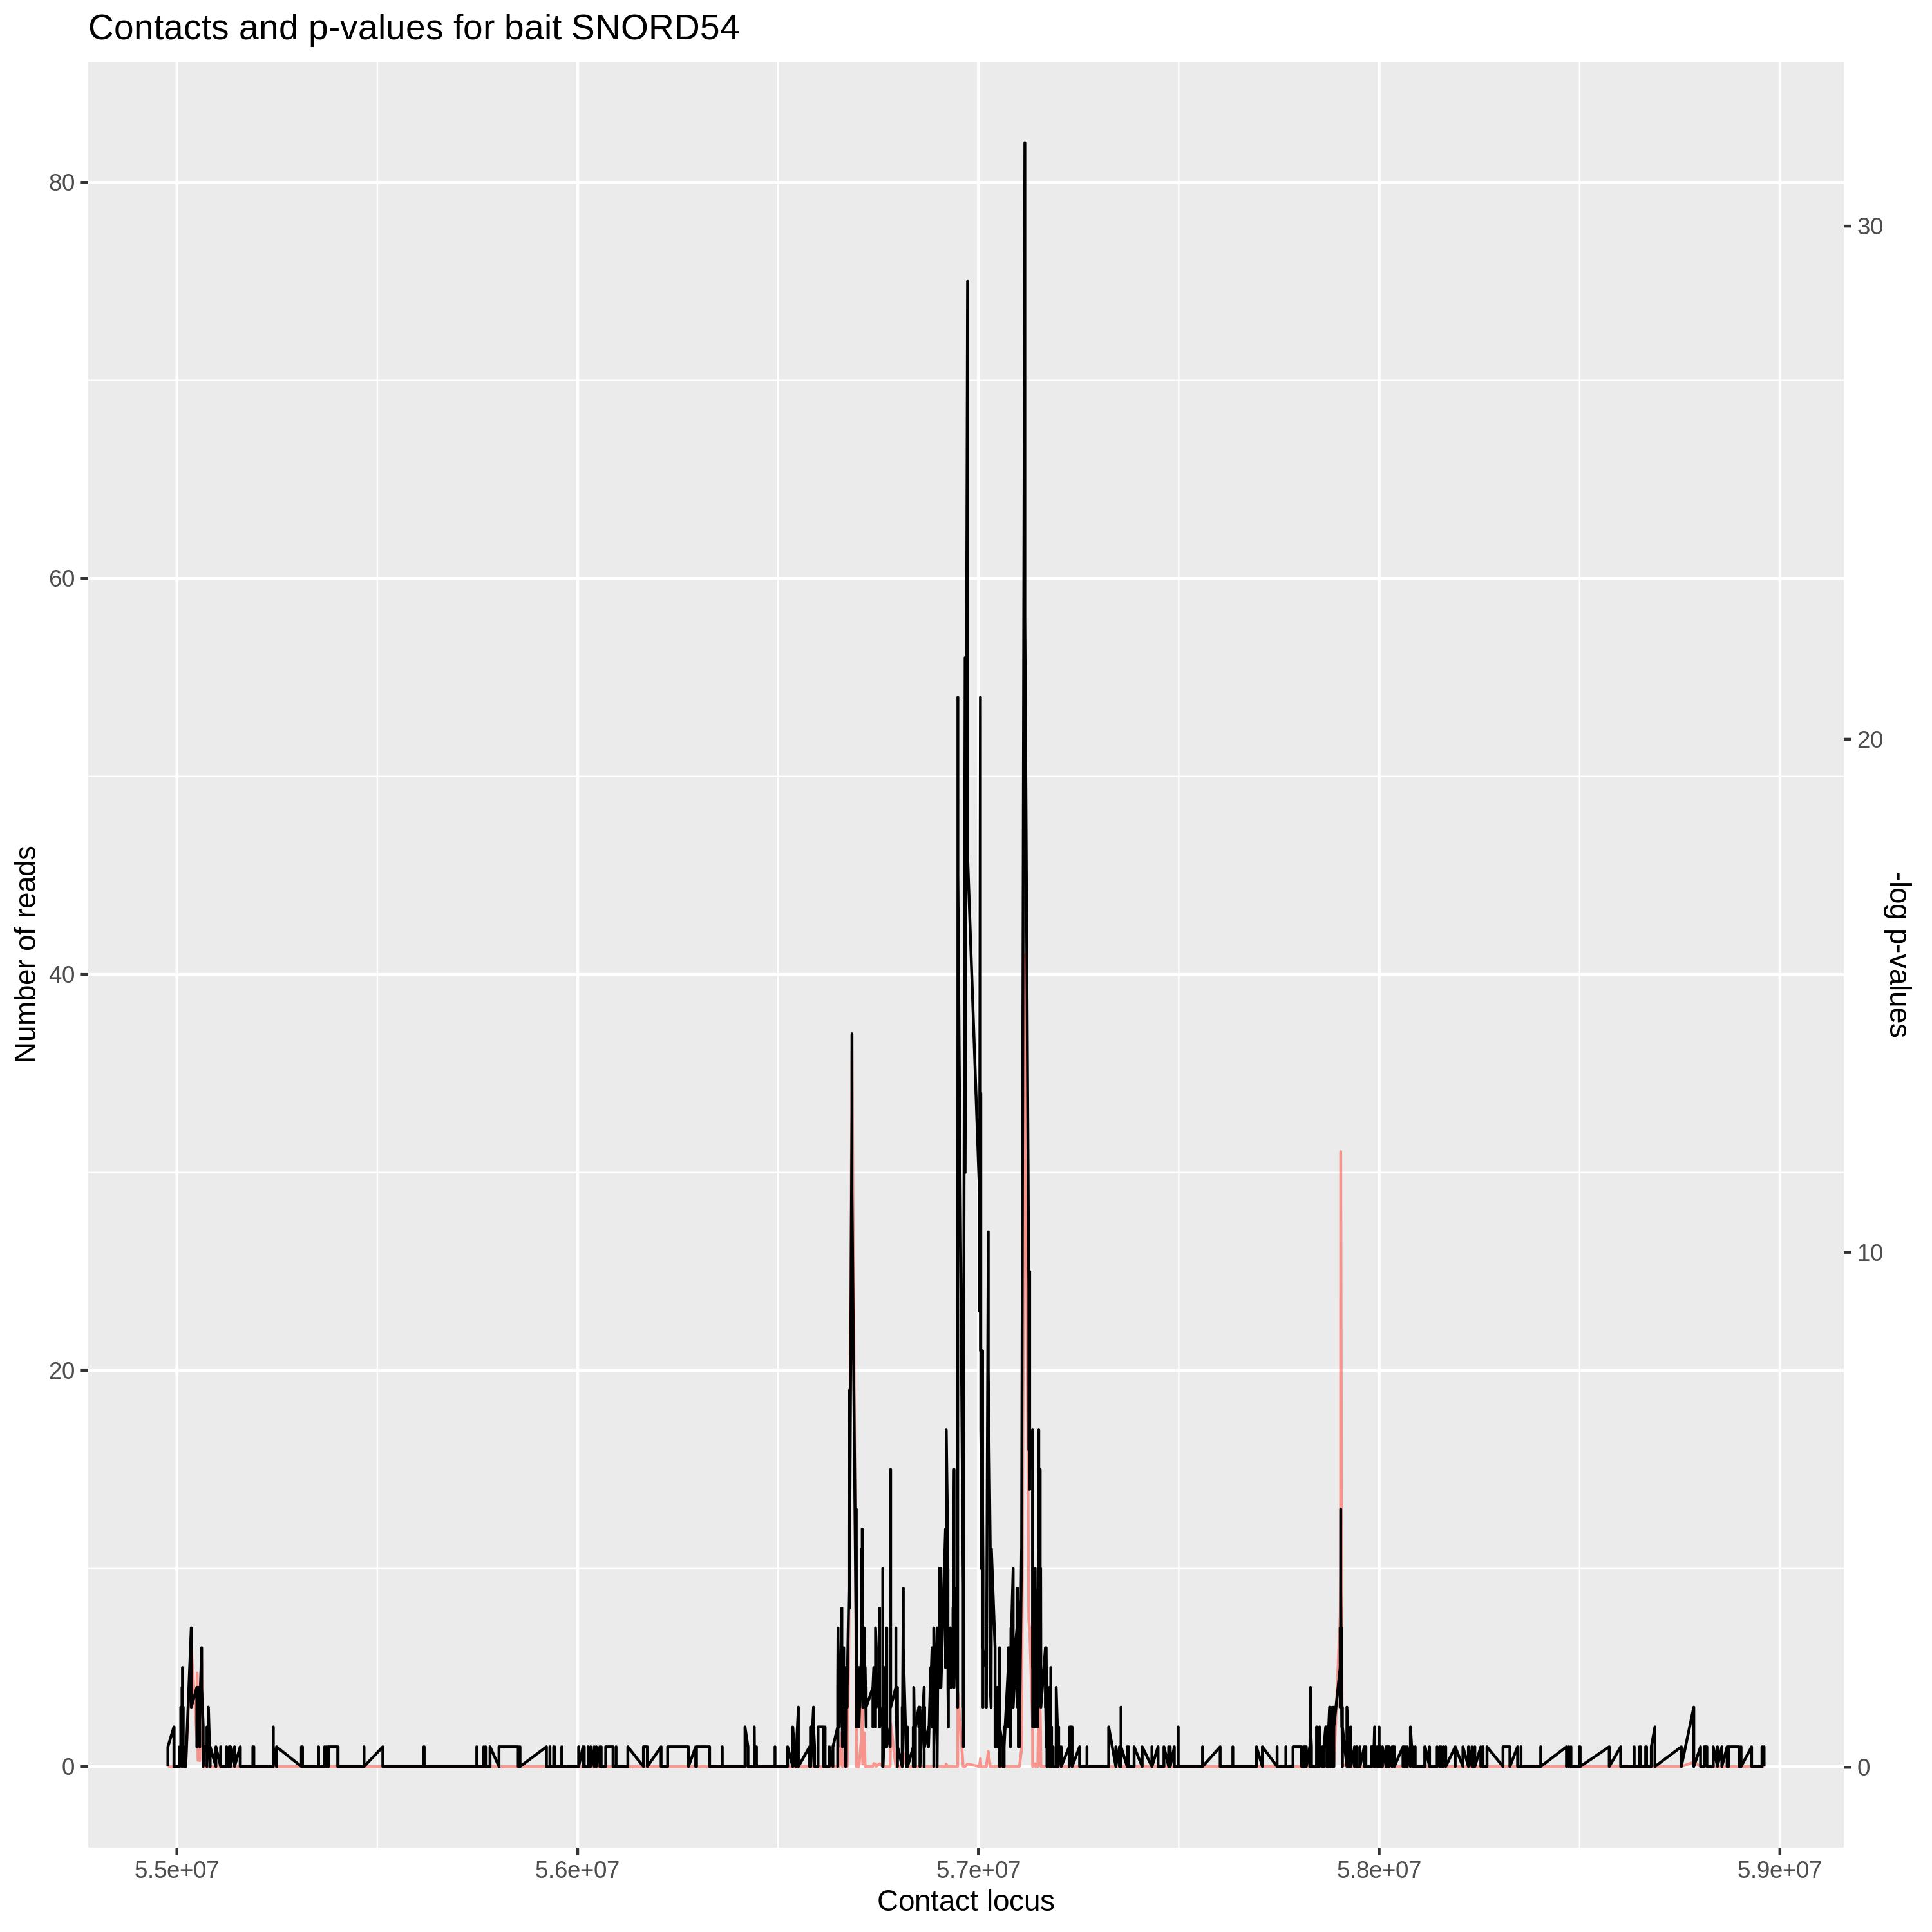 Contacts and p-values for bait SNORD54
80
60
40
20
0
Number of reads
30
20
10
0
-log p-values
5.5e+07 5.6e+07 5.7e+07 5.8e+07 5.9e+07
Contact locus